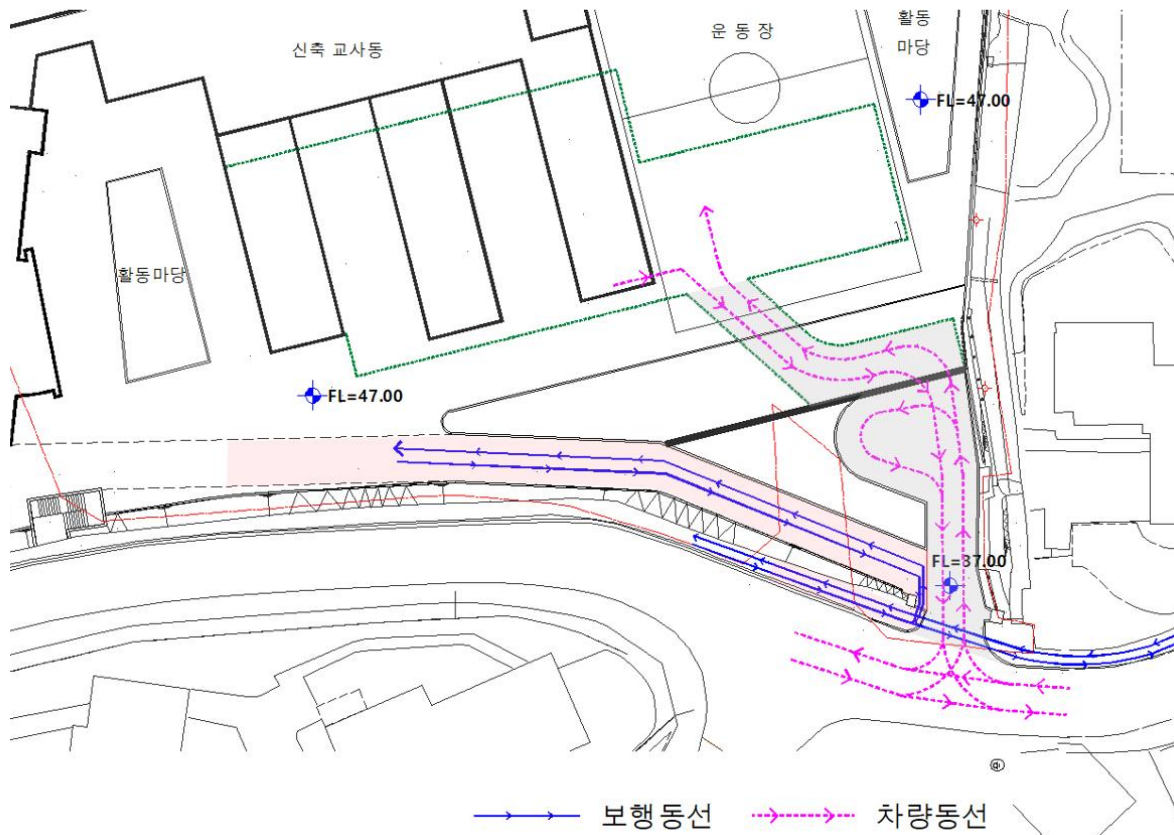 신축 교사동
운 동 장
활동
마당
FL=47.00
활동마당
FL=47.00
FL=37.00
보행동선
차량동선